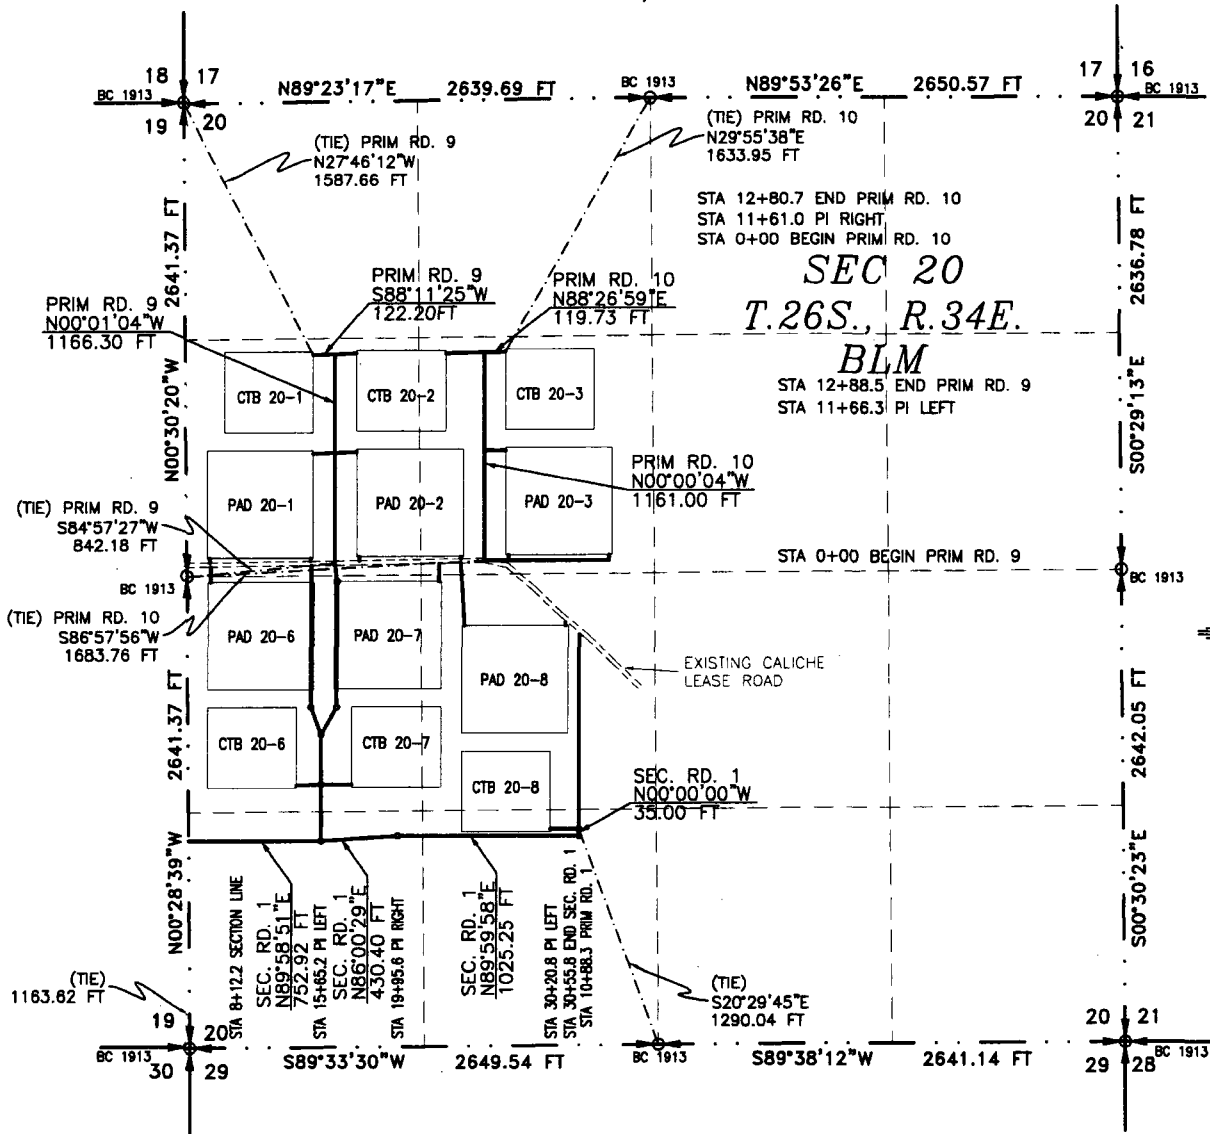 18 17
BC 1913
19 20
N89°23'17"E 2639.69 FT
BC 1913
N89°53'26"E 2650.57 FT
17 16
BC 1913
20 21
(TIE) PRIM RD. 9
N27°46'12"W
1587.66 FT
(TIE) PRIM RD. 10
N29°55'38"E
1633.95 FT
STA 12+80.7 END PRIM RD. 10
STA 11+61.0 PI RIGHT
STA 0+00 BEGIN PRIM RD. 10
SEC 20
T.26S., R.34E.
BLM
STA 12+88.5 END PRIM RD. 9
STA 11+66.3 PI LEFT
2641.37 FT
N00°30'20"W
2636.78 FT
S00°29'13"E
PRIM RD. 9
N00°01'04"W
1166.30 FT
PRIM RD. 9
S88°11'25"W
122.20FT
PRIM RD. 10
N88°26'59"E
119.73 FT
CTB 20-1
CTB 20-2
CTB 20-3
PRIM RD. 10
N00°00'04"W
1161.00 FT
PAD 20-1
PAD 20-2
PAD 20-3
(TIE) PRIM RD. 9
S84°57'27"W
842.18 FT
STA 0+00 BEGIN PRIM RD. 9
BC 1913
BC 1913
(TIE) PRIM RD. 10
S86°57'56"W
1683.76 FT
PAD 20-6
PAD 20-7
PAD 20-8
EXISTING CALICHE
LEASE ROAD
2641.37 FT
N00°28'39"W
2642.05 FT
S00°30'23"E
CTB 20-6
CTB 20-7
CTB 20-8
SEC. RD. 1
N00°00'00"W
35.00 FT
STA 8+12.2 SECTION LINE
SEC. RD. 1
N89°58'51"E
752.92 FT
STA 15+65.2 PI LEFT
SEC. RD. 1
N86°00'29"E
430.40 FT
STA 19+95.6 PI RIGHT
SEC. RD. 1
N89°59'58"E
1025.25 FT
STA 30+20.8 PI LEFT
STA 30+55.8 END SEC. RD. 1
STA 10+88.3 PRIM RD. 1
(TIE)
1163.62 FT
(TIE)
S20°29'45"E
1290.04 FT
19 20
BC 1913
30 29
S89°33'30"W 2649.54 FT
BC 1913
S89°38'12"W 2641.14 FT
20 21
BC 1913
29 28